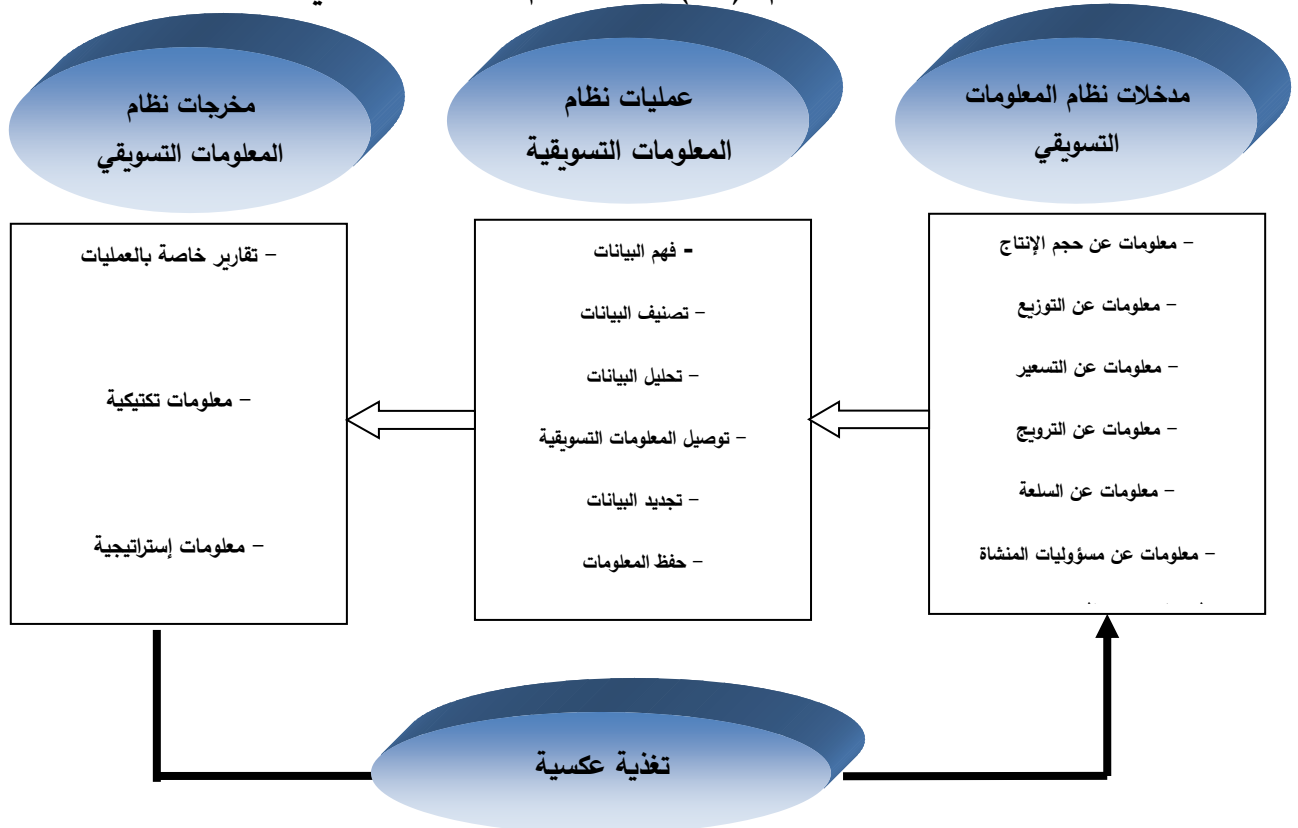 مدخلات نظام المعلومات
التسويقي
- معلومات عن حجم الإنتاج
- معلومات عن التوزيع
- معلومات عن التسعير
- معلومات عن الترويج
- معلومات عن السلعة
- معلومات عن مسؤوليات المنشاة
عمليات نظام
المعلومات التسويقية
- فهم البيانات
- تصنيف البيانات
- تحليل البيانات
- توصيل المعلومات التسويقية
- تجديد البيانات
- حفظ المعلومات
مخرجات نظام
المعلومات التسويقي
- تقارير خاصة بالعمليات
- معلومات تكتيكية
- معلومات إستراتيجية
تغذية عكسية